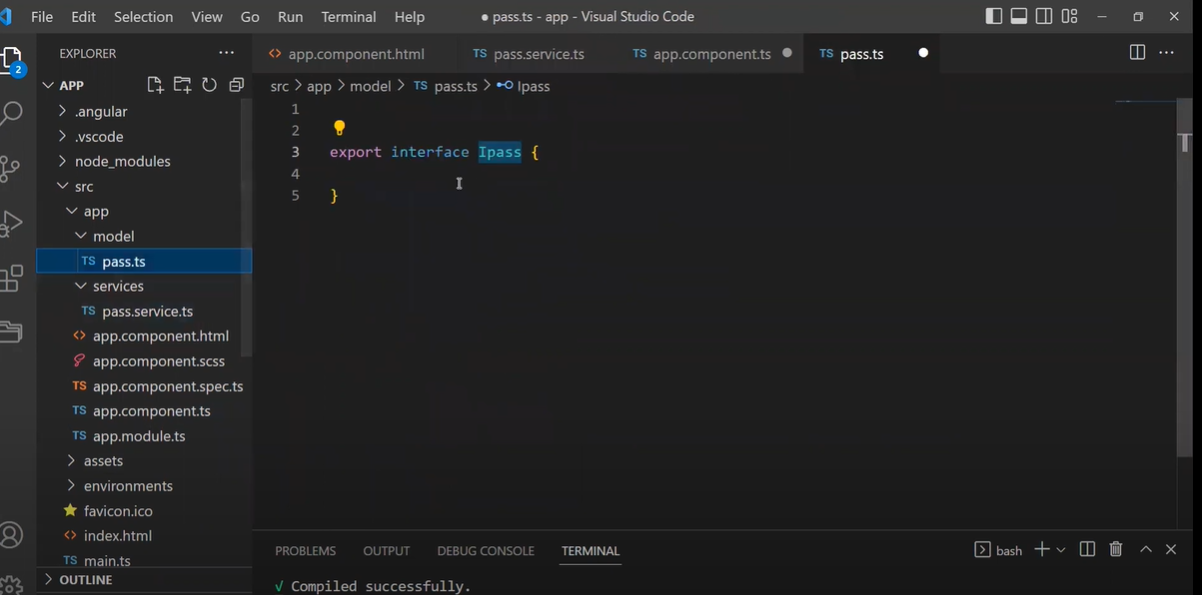 File Edit Selection View Go Run Terminal Help ● pass.ts - app - Visual Studio Code
2
EXPLORER ···
APP
.angular
.vscode
node_modules
src
app
model
TS pass.ts
services
TS pass.service.ts
<> app.component.html
app.component.scss
TS app.component.spec.ts
TS app.component.ts
TS app.module.ts
assets
environments
favicon.ico
<> index.html
TS main.ts
OUTLINE
<> app.component.html TS pass.service.ts TS app.component.ts ● TS pass.ts ●
src > app > model > TS pass.ts > Ipass
1
2
3 export interface Ipass {
4
5 }
PROBLEMS OUTPUT DEBUG CONSOLE TERMINAL
bash
√ Compiled successfully.